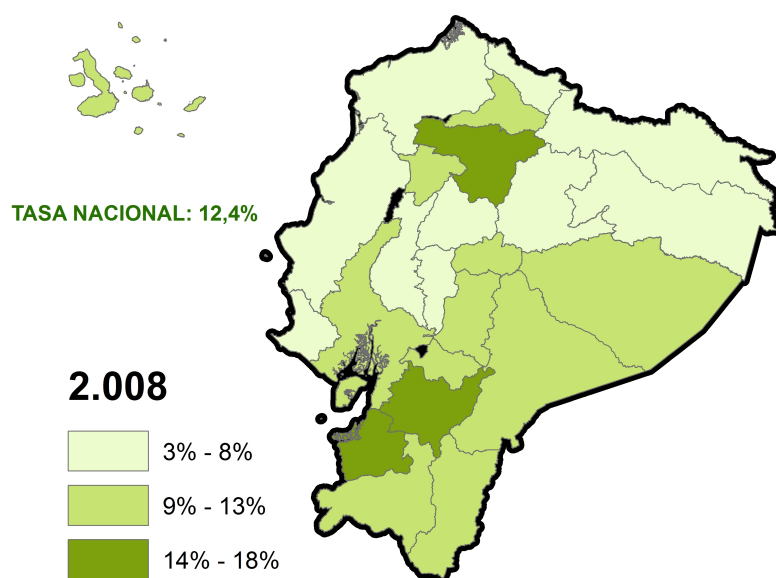 TASA NACIONAL: 12,4%
2.008
3% - 8%
9% - 13%
14% - 18%